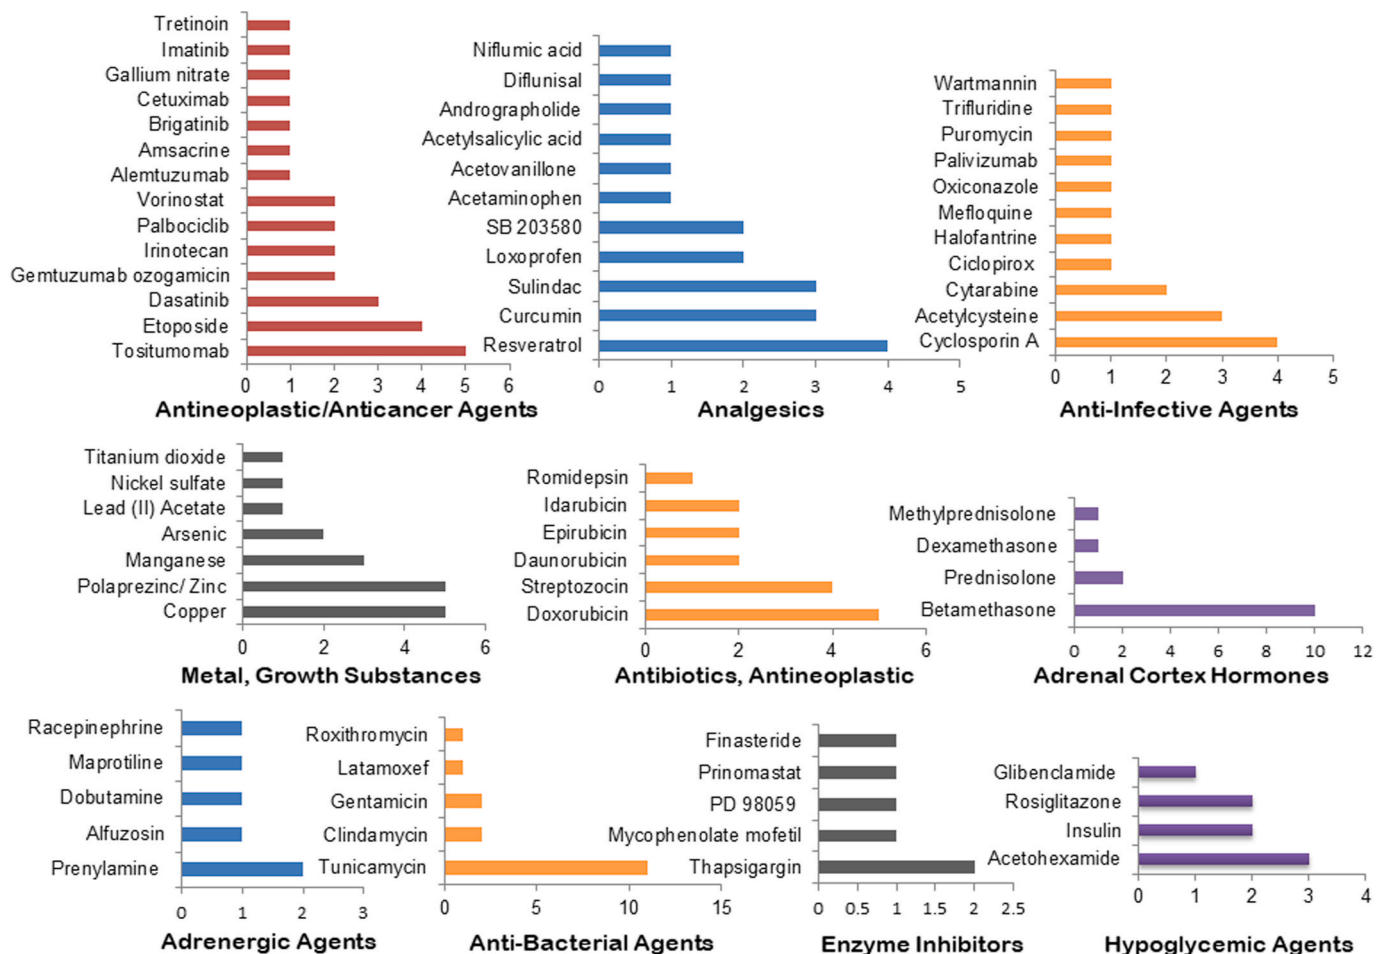 Tretinoin
Imatinib
Gallium nitrate
Cetuximab
Brigatinib
Amsacrine
Alemtuzumab
Vorinostat
Palbociclib
Irinotecan
Gemtuzumab ozogamicin
Dasatinib
Etoposide
Tositumomab
0 1 2 3 4 5 6
Antineoplastic/Anticancer Agents
Niflumic acid
Diflunisal
Andrographolide
Acetylsalicylic acid
Acetovanillone
Acetaminophen
SB 203580
Loxoprofen
Sulindac
Curcumin
Resveratrol
0 1 2 3 4 5
Analgesics
Wartmannin
Trifluridine
Puromycin
Palivizumab
Oxiconazole
Mefloquine
Halofantrine
Ciclopirox
Cytarabine
Acetylcysteine
Cyclosporin A
0 1 2 3 4 5
Anti-Infective Agents
Titanium dioxide
Nickel sulfate
Lead (II) Acetate
Arsenic
Manganese
Polaprezinc/ Zinc
Copper
0 2 4 6
Metal, Growth Substances
Romidepsin
Idarubicin
Epirubicin
Daunorubicin
Streptozocin
Doxorubicin
0 2 4 6
Antibiotics, Antineoplastic
Methylprednisolone
Dexamethasone
Prednisolone
Betamethasone
0 2 4 6 8 10 12
Adrenal Cortex Hormones
Racepinephrine
Maprotiline
Dobutamine
Alfuzosin
Prenylamine
0 1 2 3
Adrenergic Agents
Roxithromycin
Latamoxef
Gentamicin
Clindamycin
Tunicamycin
0 5 10 15
Anti-Bacterial Agents
Finasteride
Prinomastat
PD 98059
Mycophenolate mofetil
Thapsigargin
0 0.5 1 1.5 2 2.5
Enzyme Inhibitors
Glibenclamide
Rosiglitazone
Insulin
Acetohexamide
0 1 2 3 4
Hypoglycemic Agents